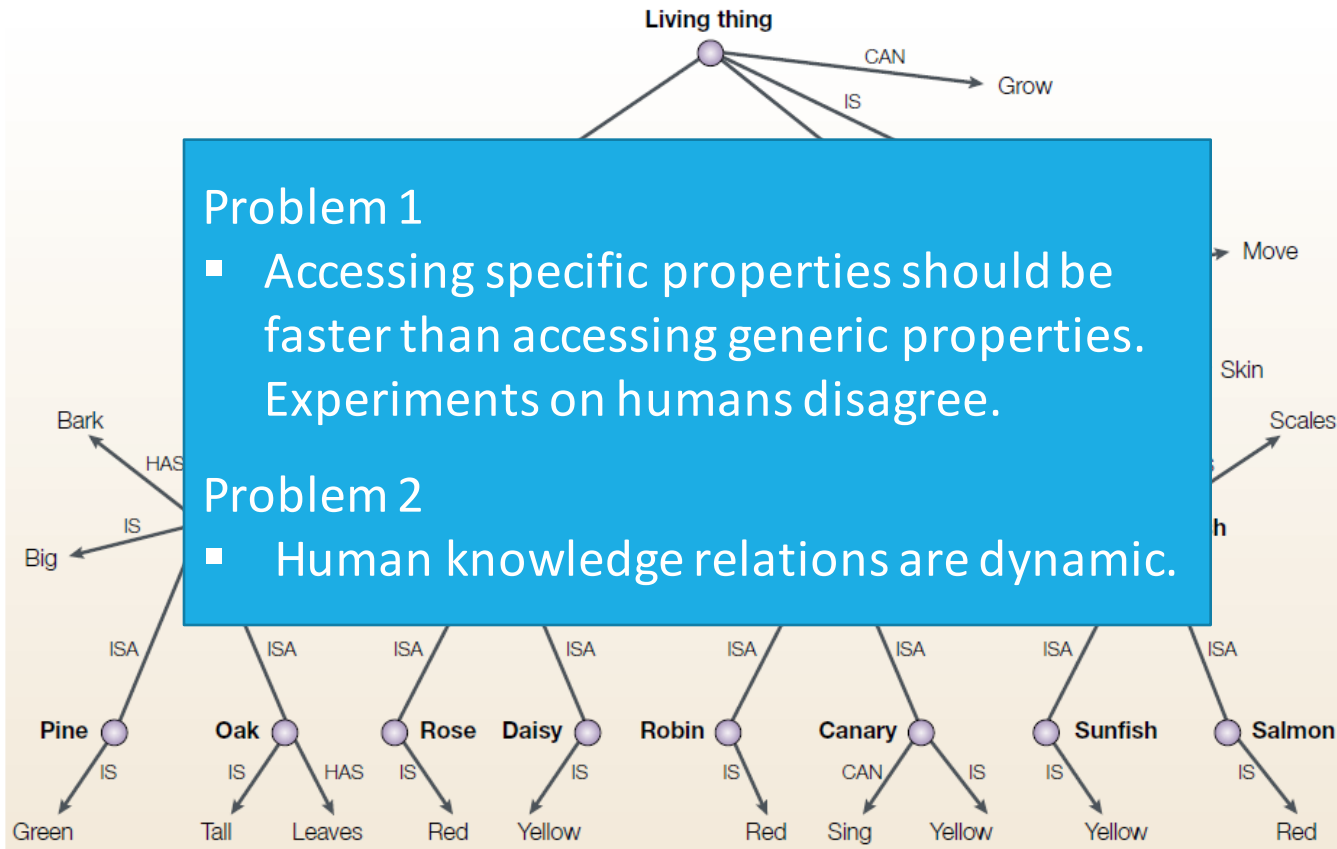 Living thing
CAN
Grow
IS
Problem 1
▪ Accessing specific properties should be
faster than accessing generic properties.
Experiments on humans disagree.
Move
Skin
Bark
Scales
HAS
Problem 2
IS
Big
h
▪ Human knowledge relations are dynamic.
ISA ISA ISA ISA ISA ISA ISA ISA
Pine Oak Rose Daisy Robin Canary Sunfish Salmon
IS IS HAS IS IS IS CAN IS IS IS
Green Tall Leaves Red Yellow Red Sing Yellow Yellow Red